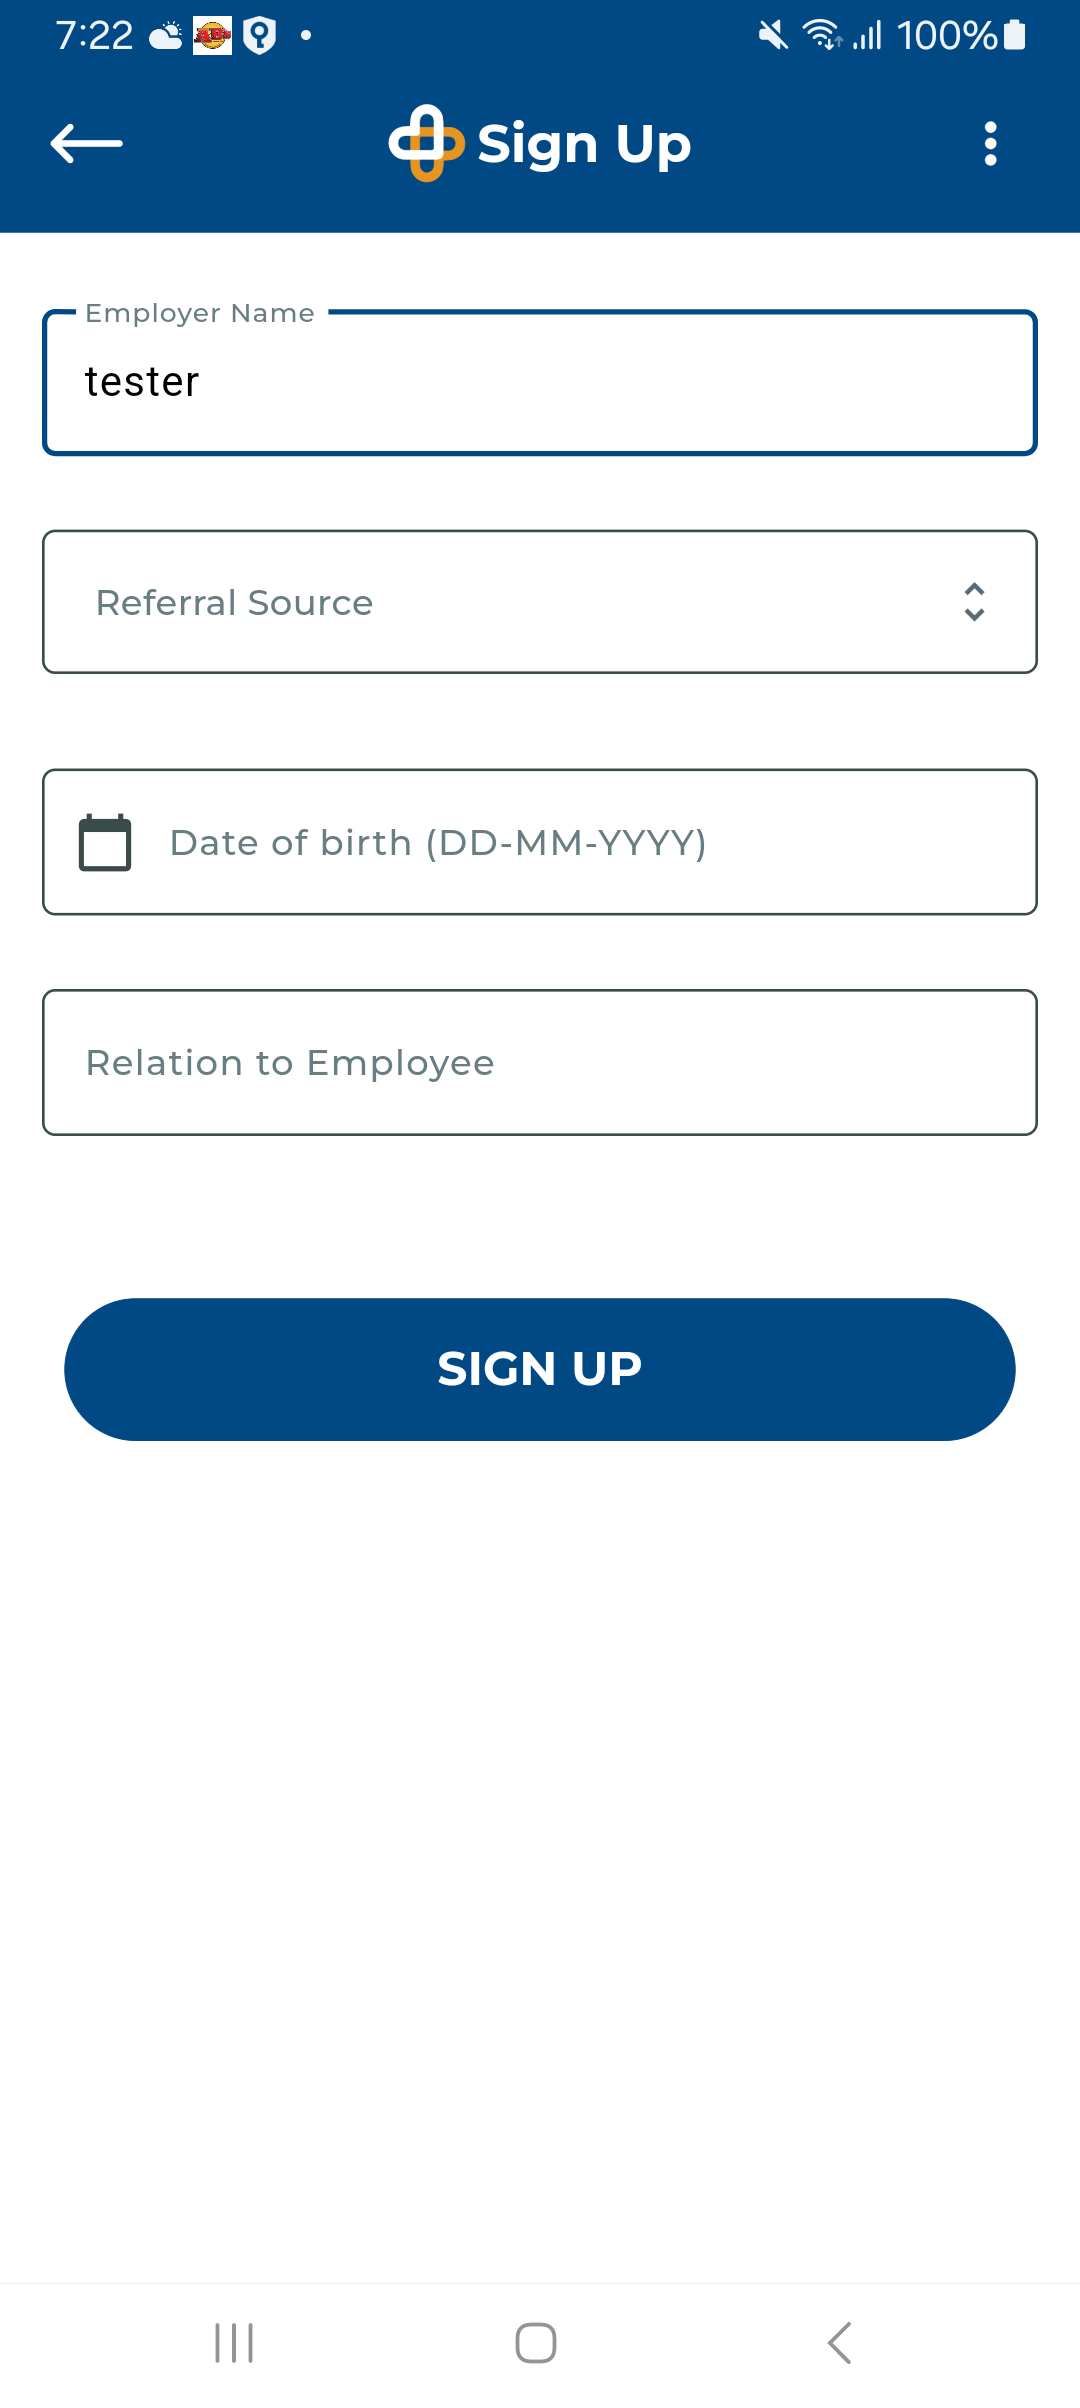 7:22
ABs
100%
Sign Up
Employer Name
tester
Referral Source
Date of birth (DD-MM-YYYY)
Relation to Employee
SIGN UP